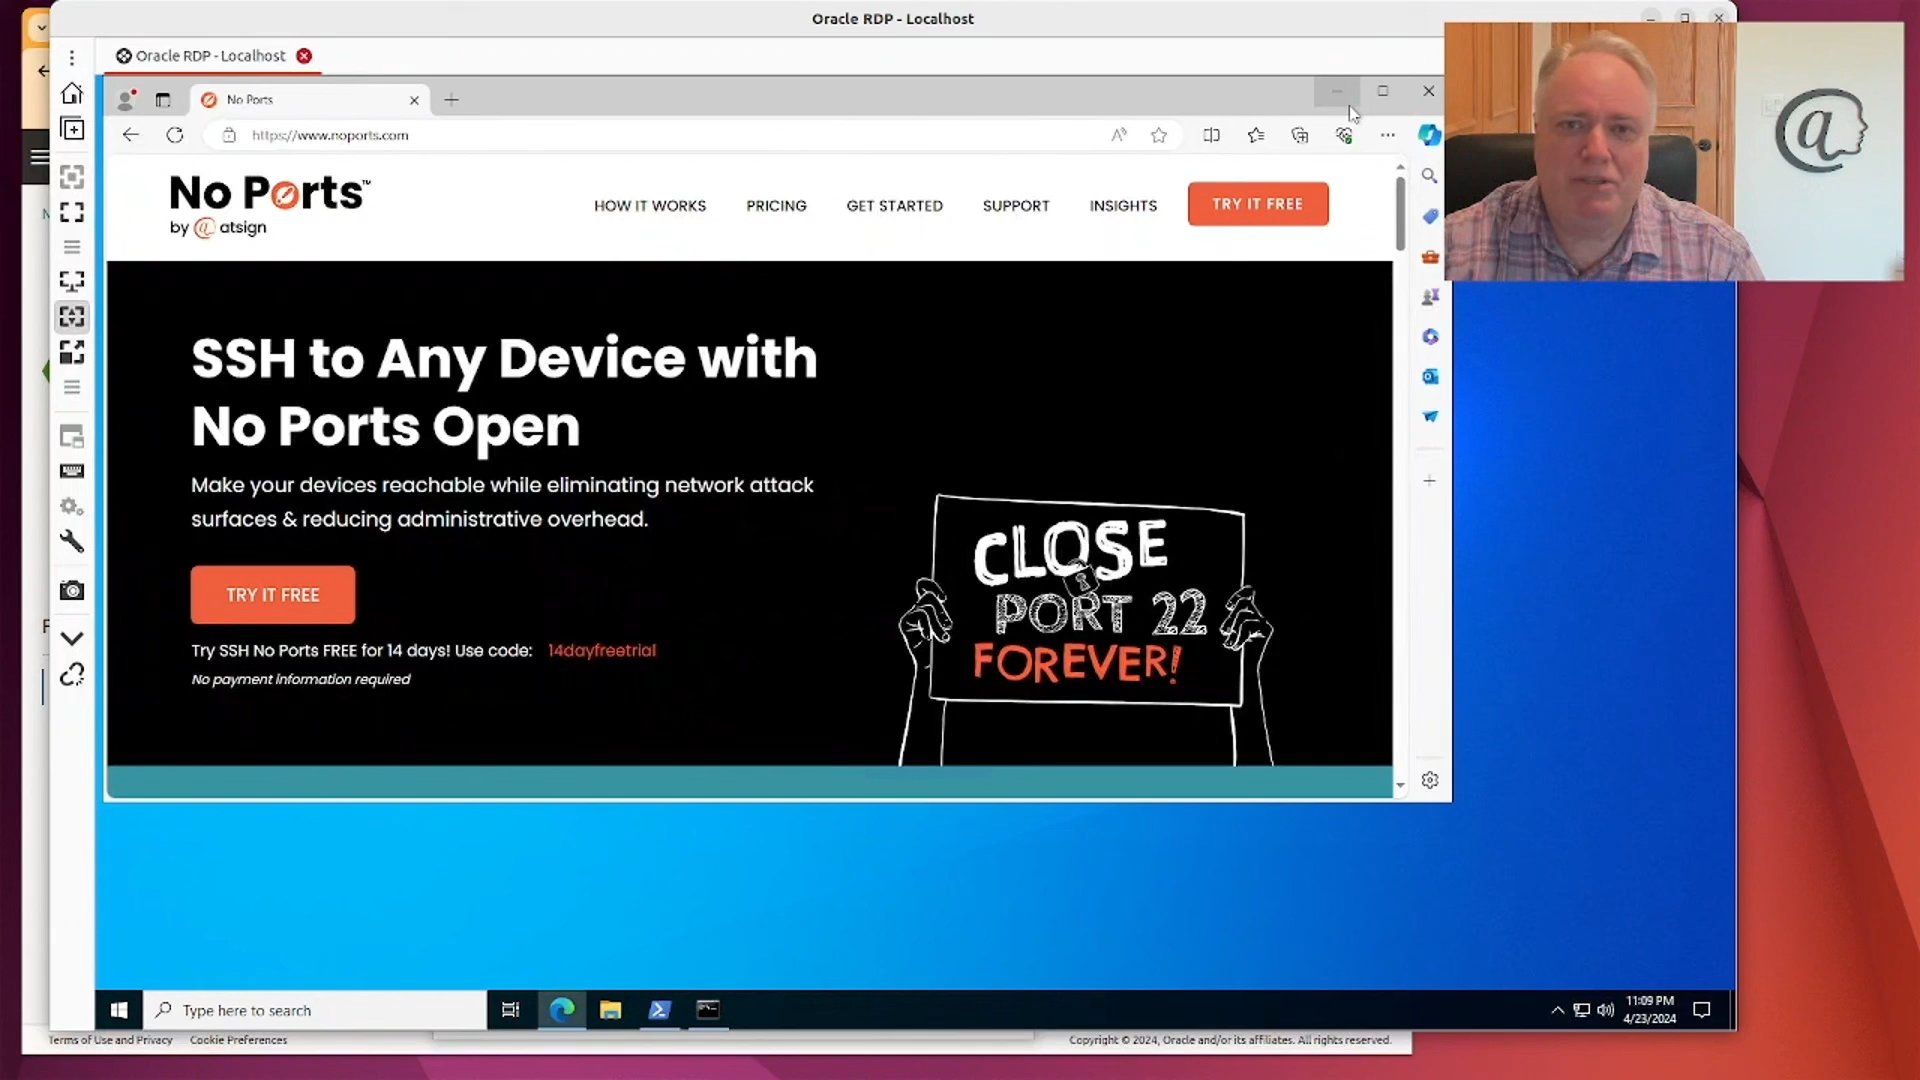 Oracle RDP - Localhost
Oracle RDP - Localhost
No Ports
https://www.noports.com
No Ports™
by @ atsign
HOW IT WORKS
PRICING
GET STARTED
SUPPORT
INSIGHTS
TRY IT FREE
SSH to Any Device with
No Ports Open
Make your devices reachable while eliminating network attack
surfaces & reducing administrative overhead.
TRY IT FREE
Try SSH No Ports FREE for 14 days! Use code: 14dayfreetrial
No payment information required
CLOSE
PORT 22
FOREVER!
Type here to search
11:09 PM
4/23/2024
Terms of Use and Privacy
Cookie Preferences
Copyright © 2024, Oracle and/or its affiliates. All rights reserved.